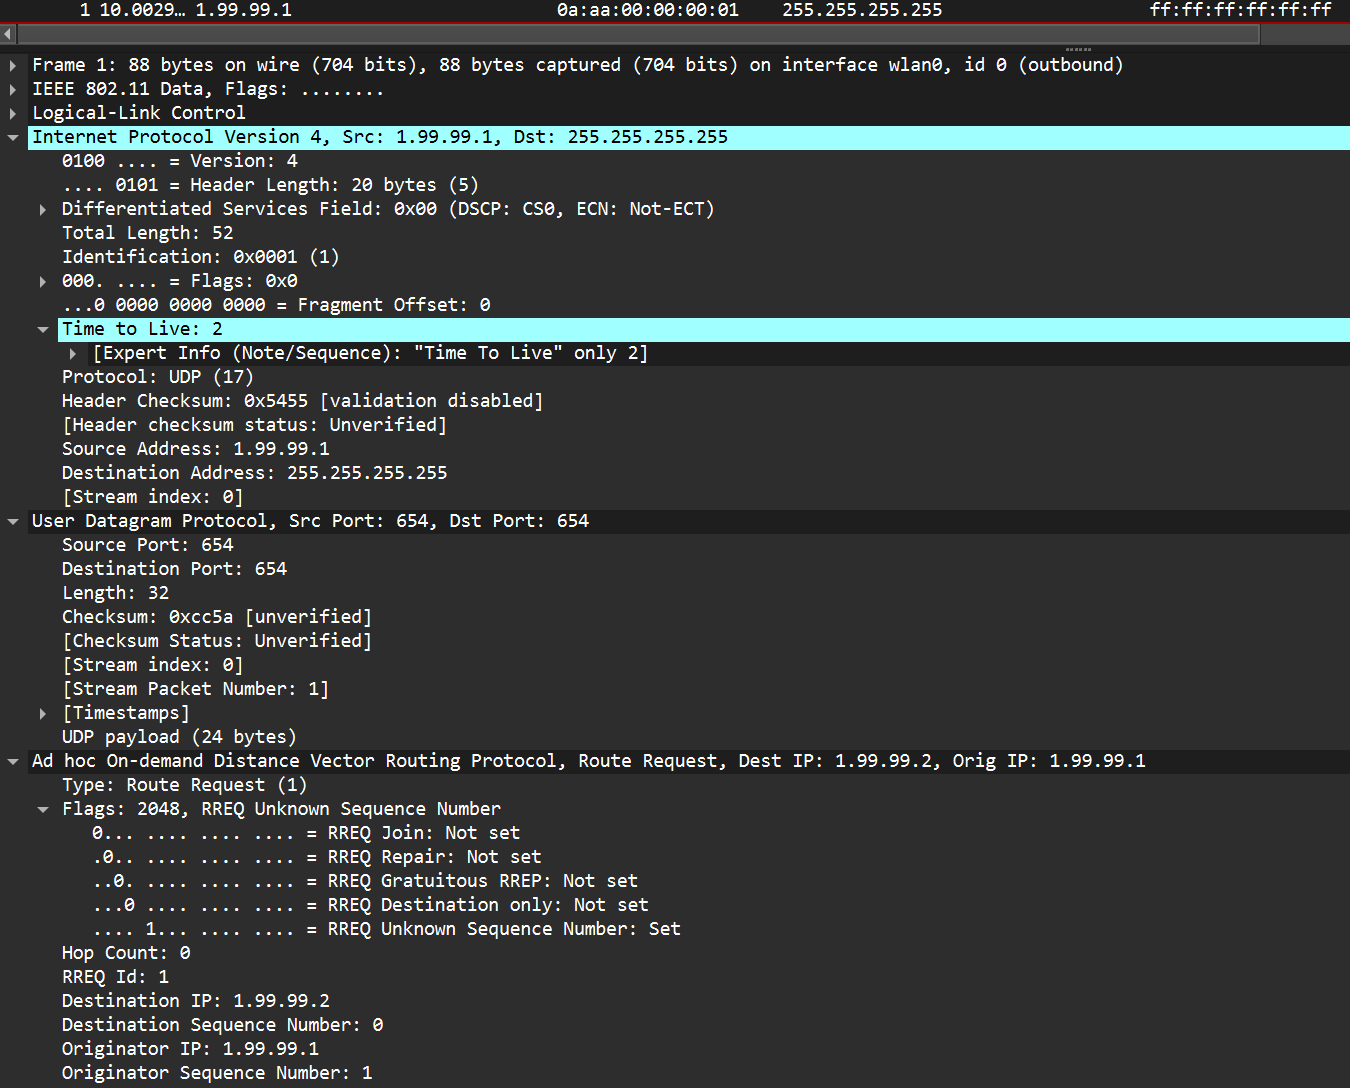 1 10.0029… 1.99.99.1 0a:aa:00:00:00:01 255.255.255.255 ff:ff:ff:ff:ff:ff
Frame 1: 88 bytes on wire (704 bits), 88 bytes captured (704 bits) on interface wlan0, id 0 (outbound)
IEEE 802.11 Data, Flags: ........
Logical-Link Control
Internet Protocol Version 4, Src: 1.99.99.1, Dst: 255.255.255.255
0100 .... = Version: 4
.... 0101 = Header Length: 20 bytes (5)
Differentiated Services Field: 0x00 (DSCP: CS0, ECN: Not-ECT)
Total Length: 52
Identification: 0x0001 (1)
000. .... = Flags: 0x0
...0 0000 0000 0000 = Fragment Offset: 0
Time to Live: 2
[Expert Info (Note/Sequence): "Time To Live" only 2]
Protocol: UDP (17)
Header Checksum: 0x5455 [validation disabled]
[Header checksum status: Unverified]
Source Address: 1.99.99.1
Destination Address: 255.255.255.255
[Stream index: 0]
User Datagram Protocol, Src Port: 654, Dst Port: 654
Source Port: 654
Destination Port: 654
Length: 32
Checksum: 0xcc5a [unverified]
[Checksum Status: Unverified]
[Stream index: 0]
[Stream Packet Number: 1]
[Timestamps]
UDP payload (24 bytes)
Ad hoc On-demand Distance Vector Routing Protocol, Route Request, Dest IP: 1.99.99.2, Orig IP: 1.99.99.1
Type: Route Request (1)
Flags: 2048, RREQ Unknown Sequence Number
0... .... .... .... = RREQ Join: Not set
.0.. .... .... .... = RREQ Repair: Not set
..0. .... .... .... = RREQ Gratuitous RREP: Not set
...0 .... .... .... = RREQ Destination only: Not set
.... 1... .... .... = RREQ Unknown Sequence Number: Set
Hop Count: 0
RREQ Id: 1
Destination IP: 1.99.99.2
Destination Sequence Number: 0
Originator IP: 1.99.99.1
Originator Sequence Number: 1